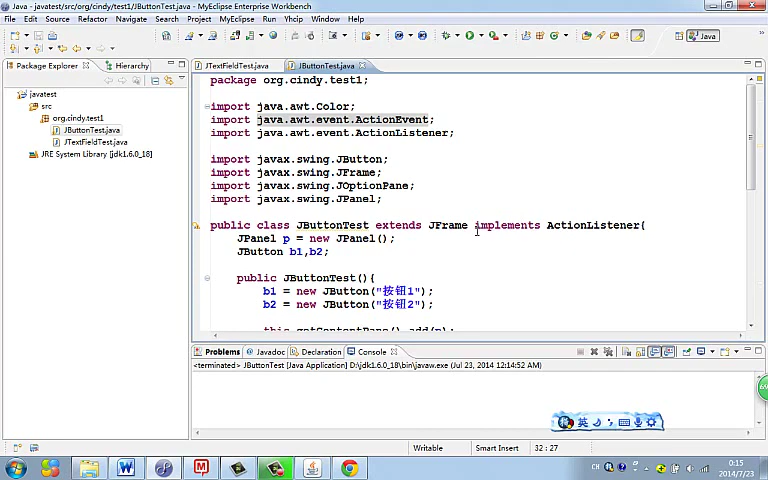 Java - javatest/src/org/cindy/test1/JButtonTest.java - MyEclipse Enterprise Workbench
File Edit Source Refactor Navigate Search Project MyEclipse Run Yhcip Window Help
Java
Package Explorer
Hierarchy
javatest
src
org.cindy.test1
JButtonTest.java
JTextFieldTest.java
JRE System Library [jdk1.6.0_18]
JTextFieldTest.java
JButtonTest.java
package org.cindy.test1;
import java.awt.Color;
import java.awt.event.ActionEvent;
import java.awt.event.ActionListener;
import javax.swing.JButton;
import javax.swing.JFrame;
import javax.swing.JOptionPane;
import javax.swing.JPanel;
public class JButtonTest extends JFrame implements ActionListener{
JPanel p = new JPanel();
JButton b1,b2;
public JButtonTest(){
b1 = new JButton("按钮1");
b2 = new JButton("按钮2");
this.getContentPane().add(p);
Problems Javadoc Declaration Console
<terminated> JButtonTest [Java Application] D:\jdk1.6.0_18\bin\javaw.exe (Jul 23, 2014 12:14:52 AM)
英
Writable
Smart Insert
32 : 27
CH
0:15
2014/7/23